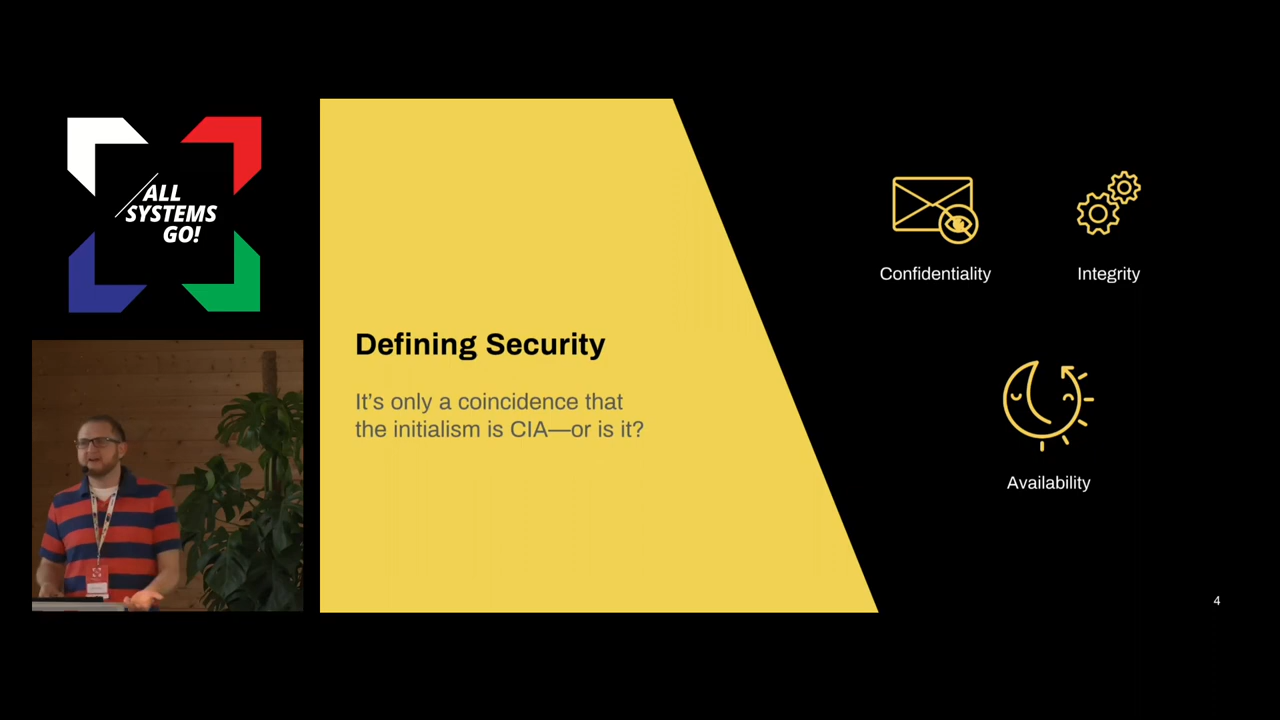 ALL
SYSTEMS
GO!
Defining Security
It's only a coincidence that
the initialism is CIA—or is it?
Confidentiality
Integrity
Availability
4